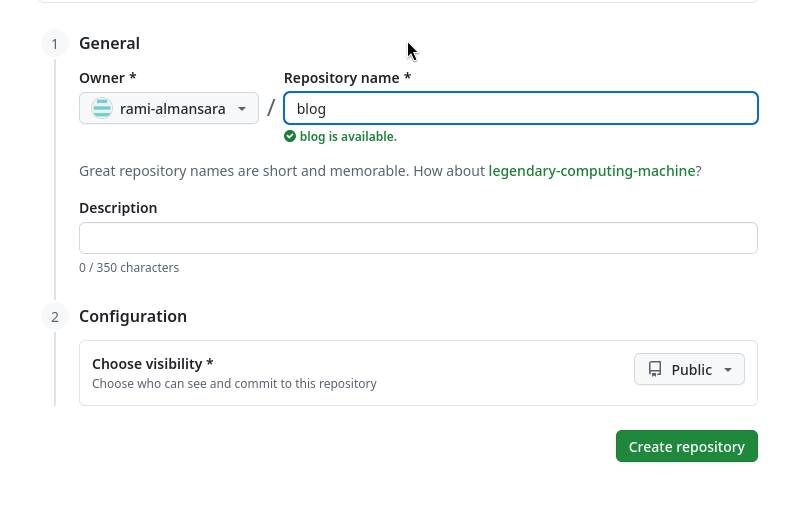 1 General
Owner * Repository name *
rami-almansara / blog
blog is available.
Great repository names are short and memorable. How about legendary-computing-machine?
Description
0 / 350 characters
2 Configuration
Choose visibility *
Choose who can see and commit to this repository
Public
Create repository